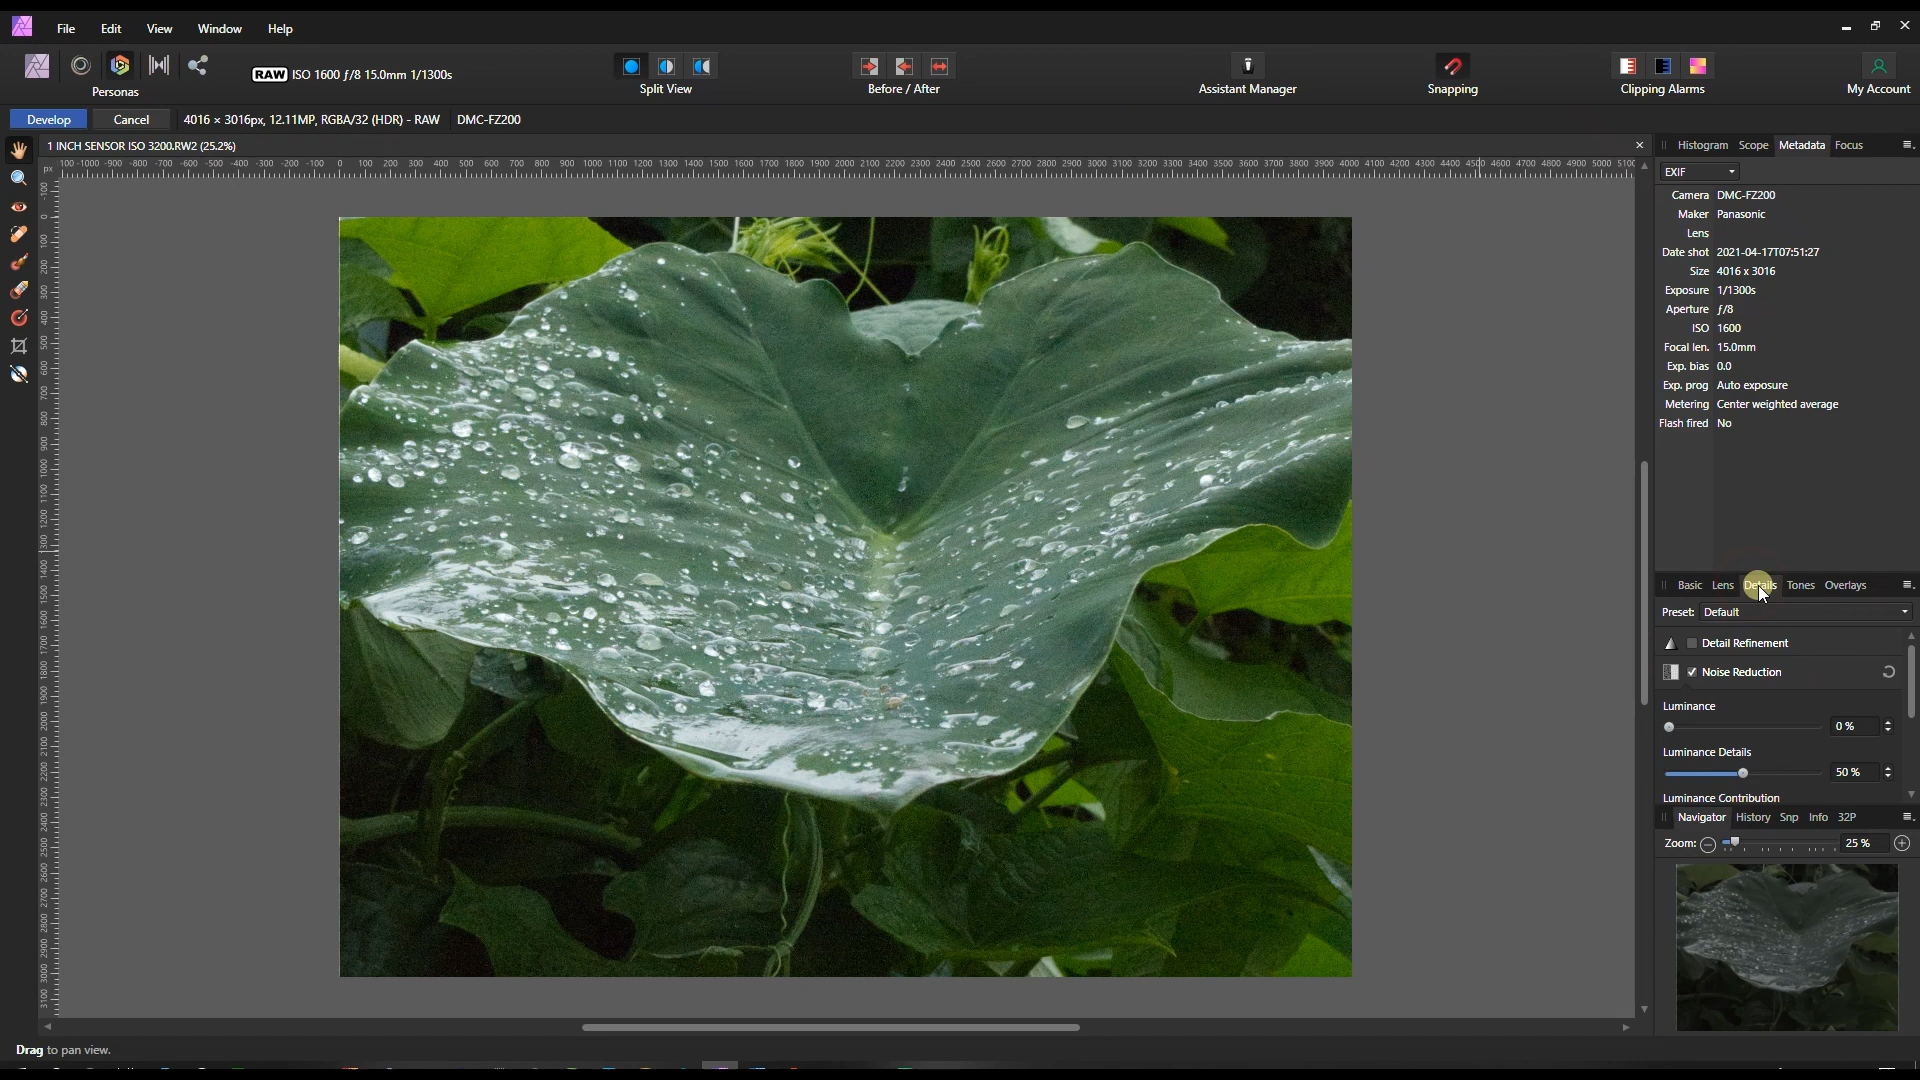 File Edit View Window Help
Personas
RAW ISO 1600 ƒ/8 15.0mm 1/1300s
Split View
Before / After
Assistant Manager
Snapping
Clipping Alarms
My Account
Develop Cancel 4016 × 3016px, 12.11MP, RGBA/32 (HDR) - RAW DMC-FZ200
1 INCH SENSOR ISO 3200.RW2 (25.2%)
Histogram Scope Metadata Focus
EXIF
Camera DMC-FZ200
Maker Panasonic
Lens
Date shot 2021-04-17T07:51:27
Size 4016 x 3016
Exposure 1/1300s
Aperture ƒ/8
ISO 1600
Focal len. 15.0mm
Exp. bias 0.0
Exp. prog Auto exposure
Metering Center weighted average
Flash fired No
Basic Lens Details Tones Overlays
Preset: Default
Detail Refinement
Noise Reduction
Luminance
0 %
Luminance Details
50 %
Luminance Contribution
Navigator History Snp Info 32P
Zoom: 25 %
Drag to pan view.